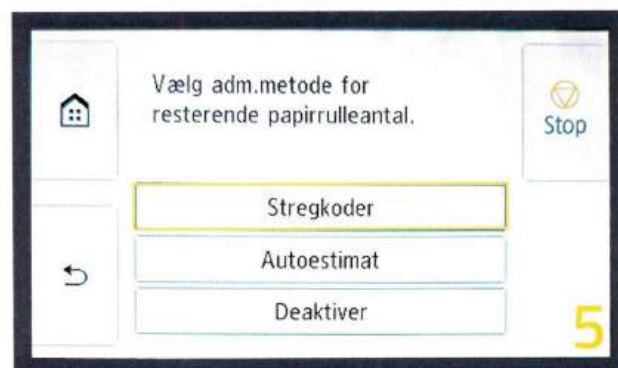 Vælg adm.metode for
resterende papirrulleantal.
Stop
Stregkoder
Autoestimat
Deaktiver
5